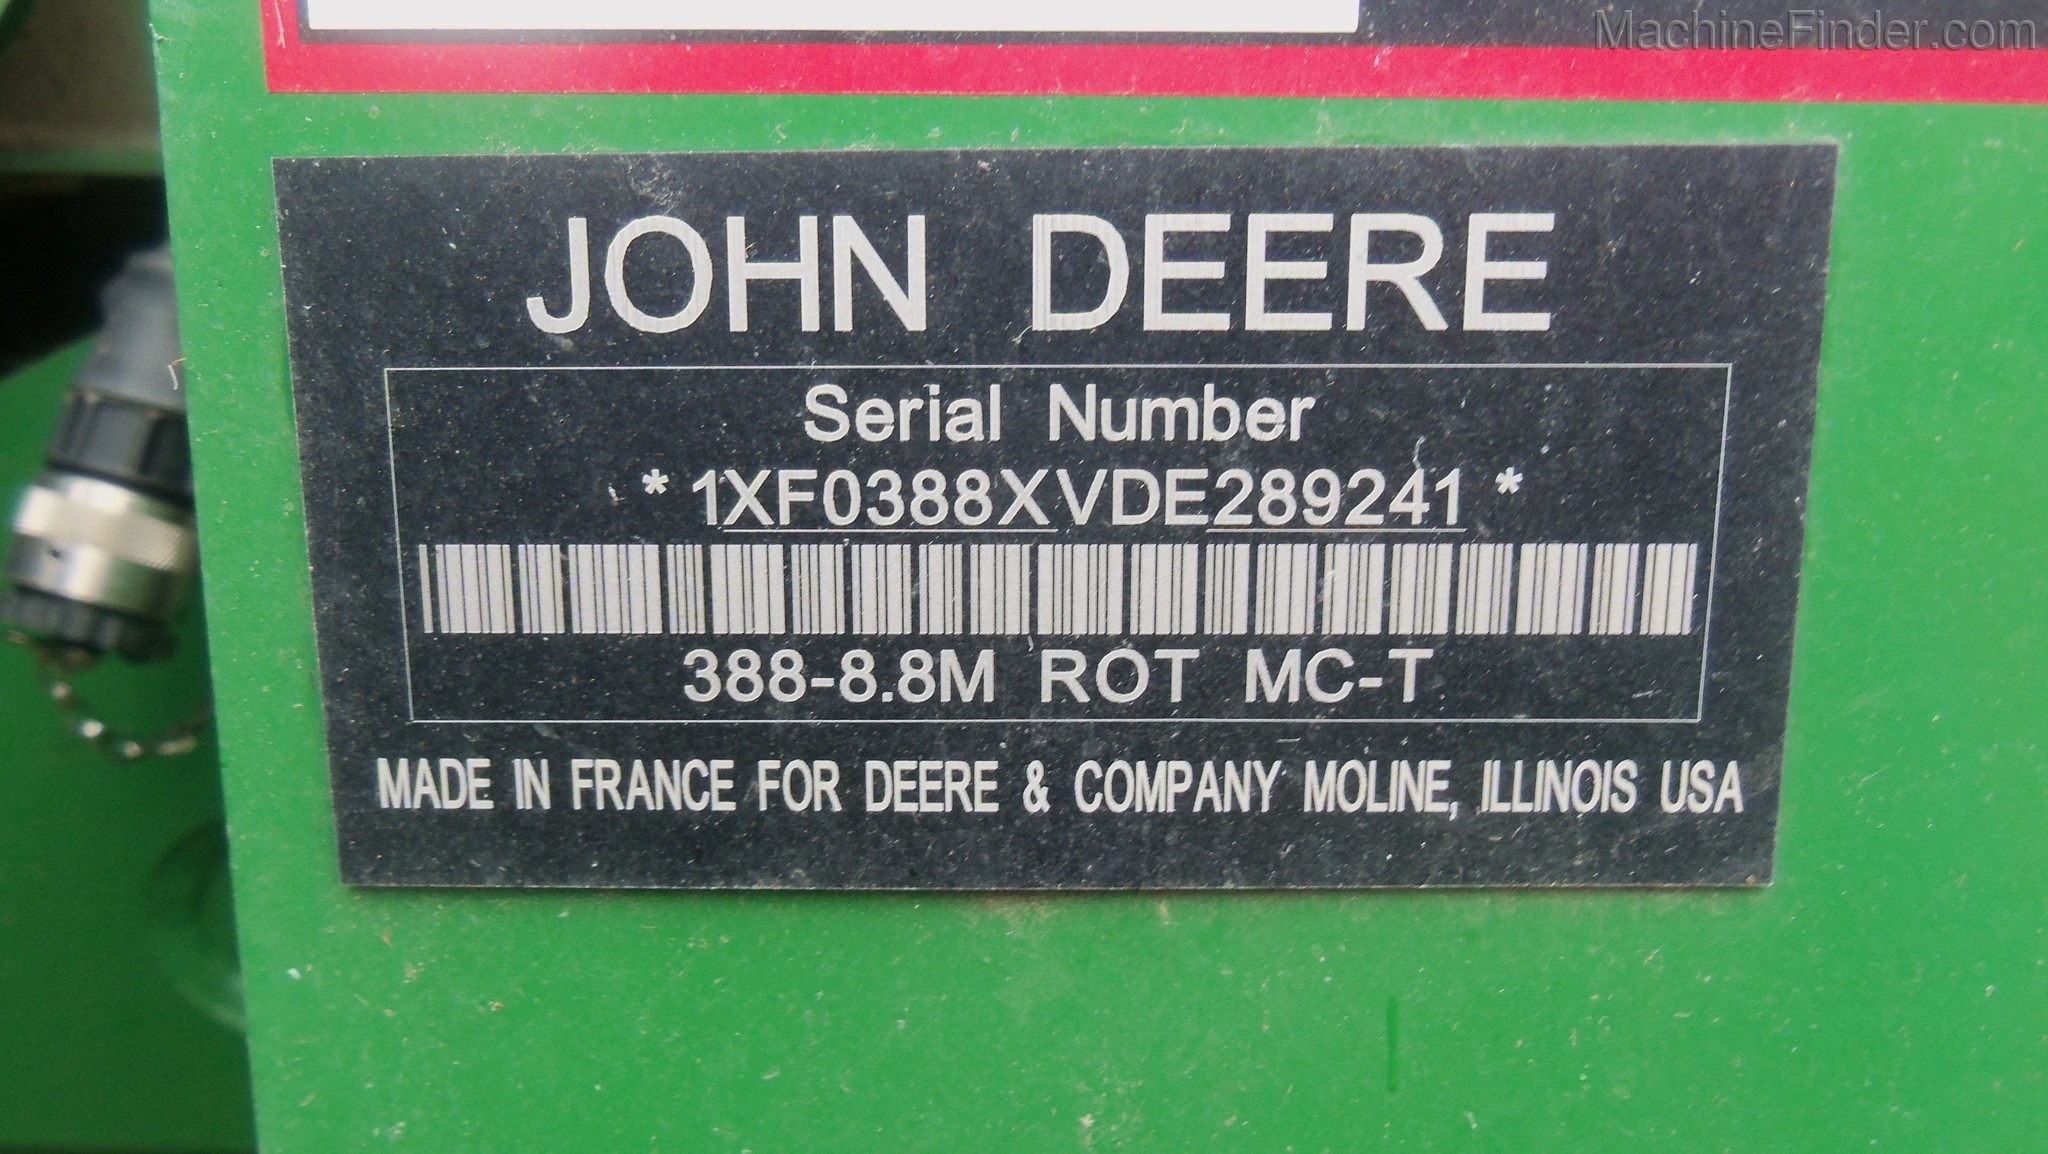 MachineFinder.com
JOHN DEERE
Serial Number
*1XF0388XVDE289241*
388-8.8M ROT MC-T
MADE IN FRANCE FOR DEERE & COMPANY MOLINE, ILLINOIS USA